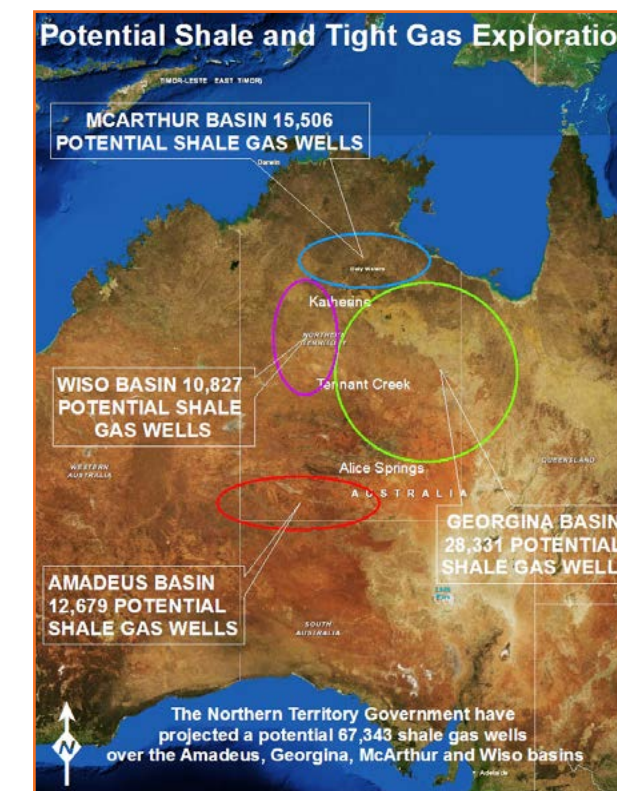 Potential Shale and Tight Gas Exploratio
TIMOR-LESTE EAST TIMOR)
MCARTHUR BASIN 15,506
POTENTIAL SHALE GAS WELLS
Darwin
Daly Waters
Katherine
NORTHERN
TERRITORY
WISO BASIN 10,827
POTENTIAL SHALE
GAS WELLS
Tennant Creek
Alice Springs
WESTERN
AUSTRALIA
QUEENSLAND
AUSTRALIA
GEORGINA BASIN
28,331 POTENTIAL
SHALE GAS WELL
AMADEUS BASIN
12,679 POTENTIAL
SHALE GAS WELLS
SOUTH
AUSTRALIA
The Northern Territory Government have
projected a potential 67,343 shale gas wells
over the Amadeus, Georgina, McArthur and Wiso basins
N
Adelaide